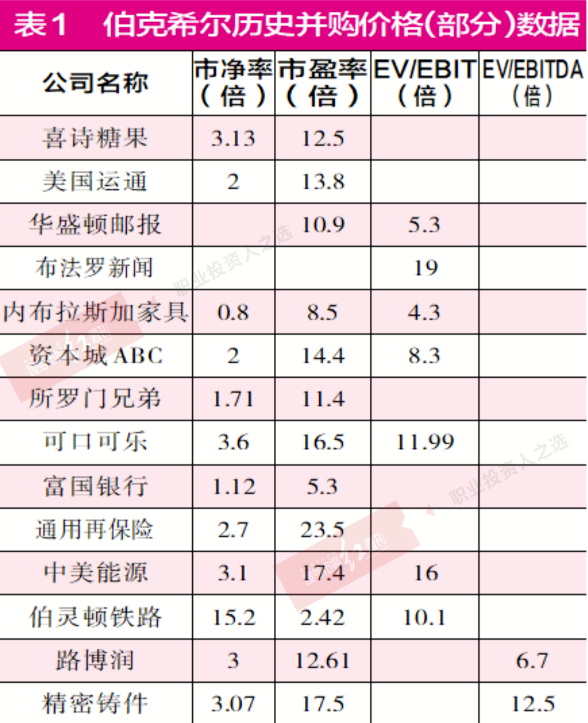 表1 伯克希尔历史并购价格(部分)数据
公司名称 市净率(倍) 市盈率(倍) EV/EBIT(倍) EV/EBITDA(倍)
喜诗糖果 3.13 12.5
美国运通 2 13.8
华盛顿邮报 10.9 5.3
布法罗新闻 19
内布拉斯加家具 0.8 8.5 4.3
资本城ABC 2 14.4 8.3
所罗门兄弟 1.71 11.4
可口可乐 3.6 16.5 11.99
富国银行 1.12 5.3
通用再保险 2.7 23.5
中美能源 3.1 17.4 16
伯灵顿铁路 15.2 2.42 10.1
路博润 3 12.61 6.7
精密铸件 3.07 17.5 12.5
职业投资人之选
职业投资人之选